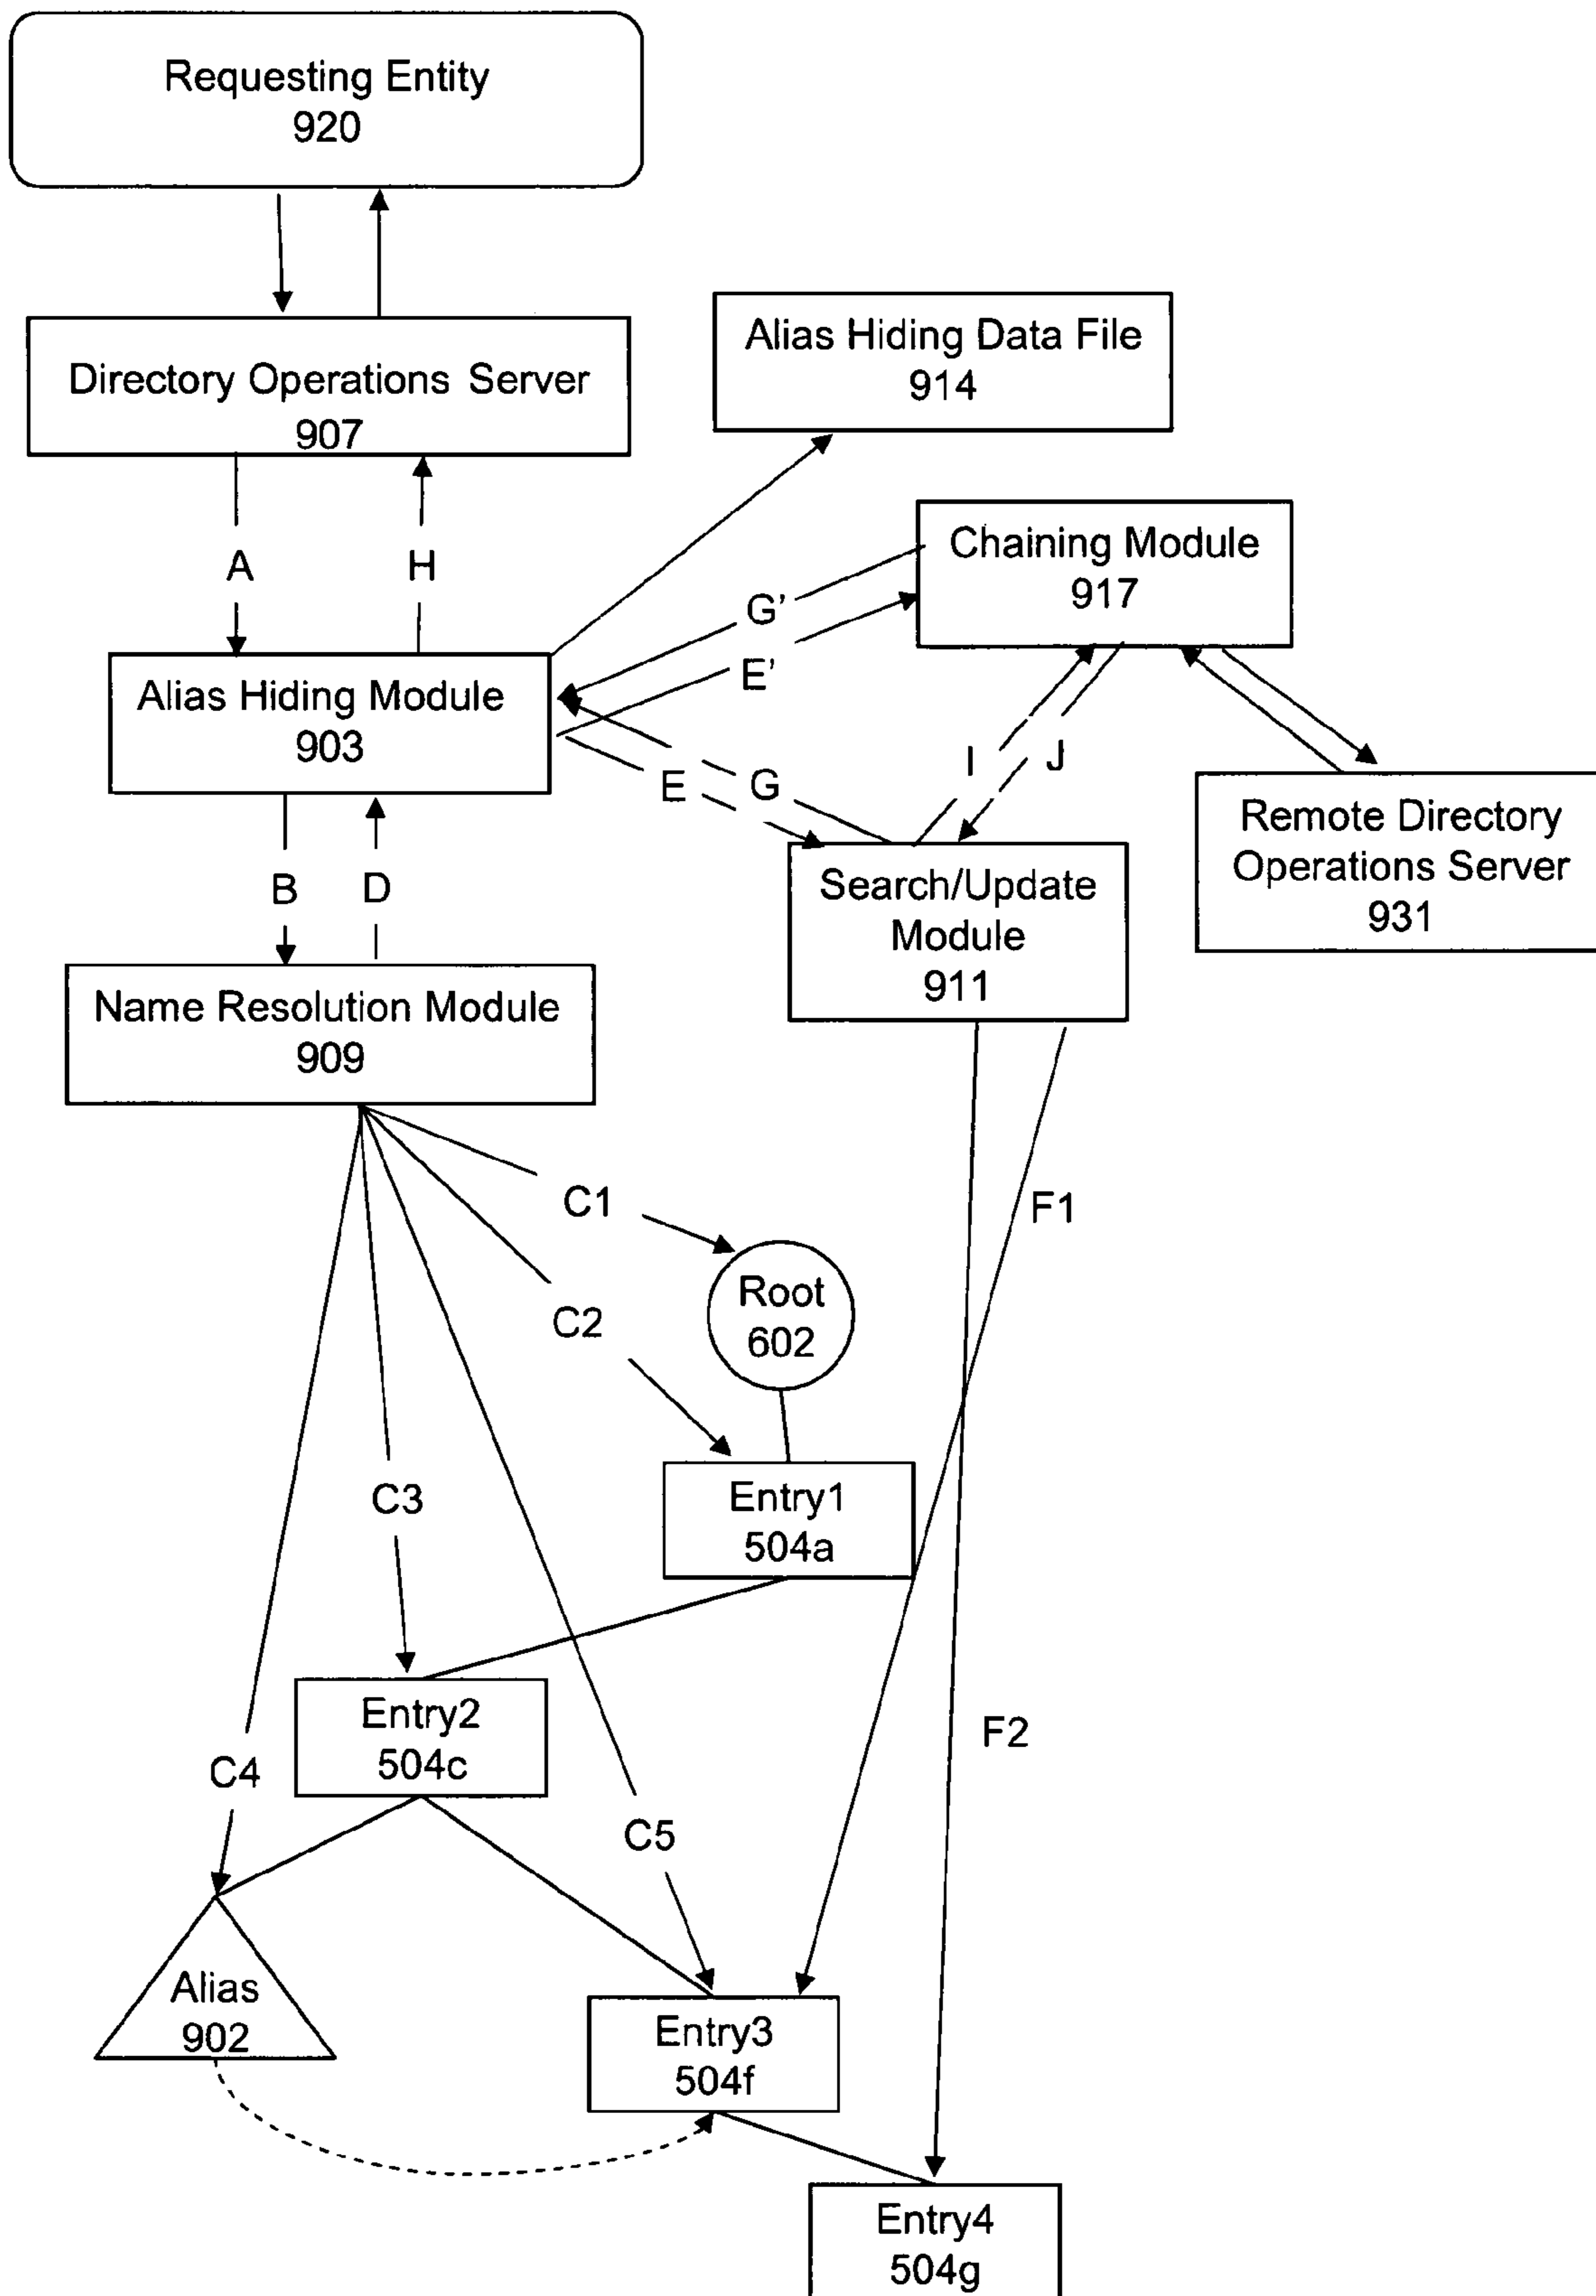 Requesting Entity
920
Directory Operations Server
907
Alias Hiding Data File
914
A
H
Chaining Module
917
G'
E'
Alias Hiding Module
903
I
J
E
G
Remote Directory
Operations Server
931
B
D
Search/Update
Module
911
Name Resolution Module
909
C1
F1
Root
602
C2
C3
Entry1
504a
Entry2
504c
F2
C4
C5
Alias
902
Entry3
504f
Entry4
504g